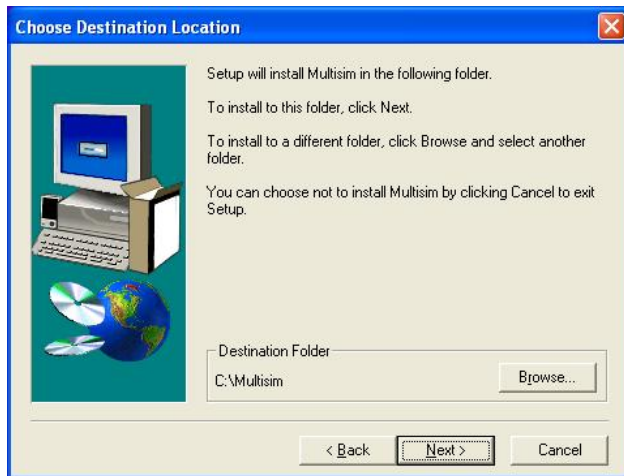 Choose Destination Location
Setup will install Multisim in the following folder.
To install to this folder, click Next.
To install to a different folder, click Browse and select another
folder.
You can choose not to install Multisim by clicking Cancel to exit
Setup.
Destination Folder
C:\Multisim
Browse...
< Back
Next >
Cancel